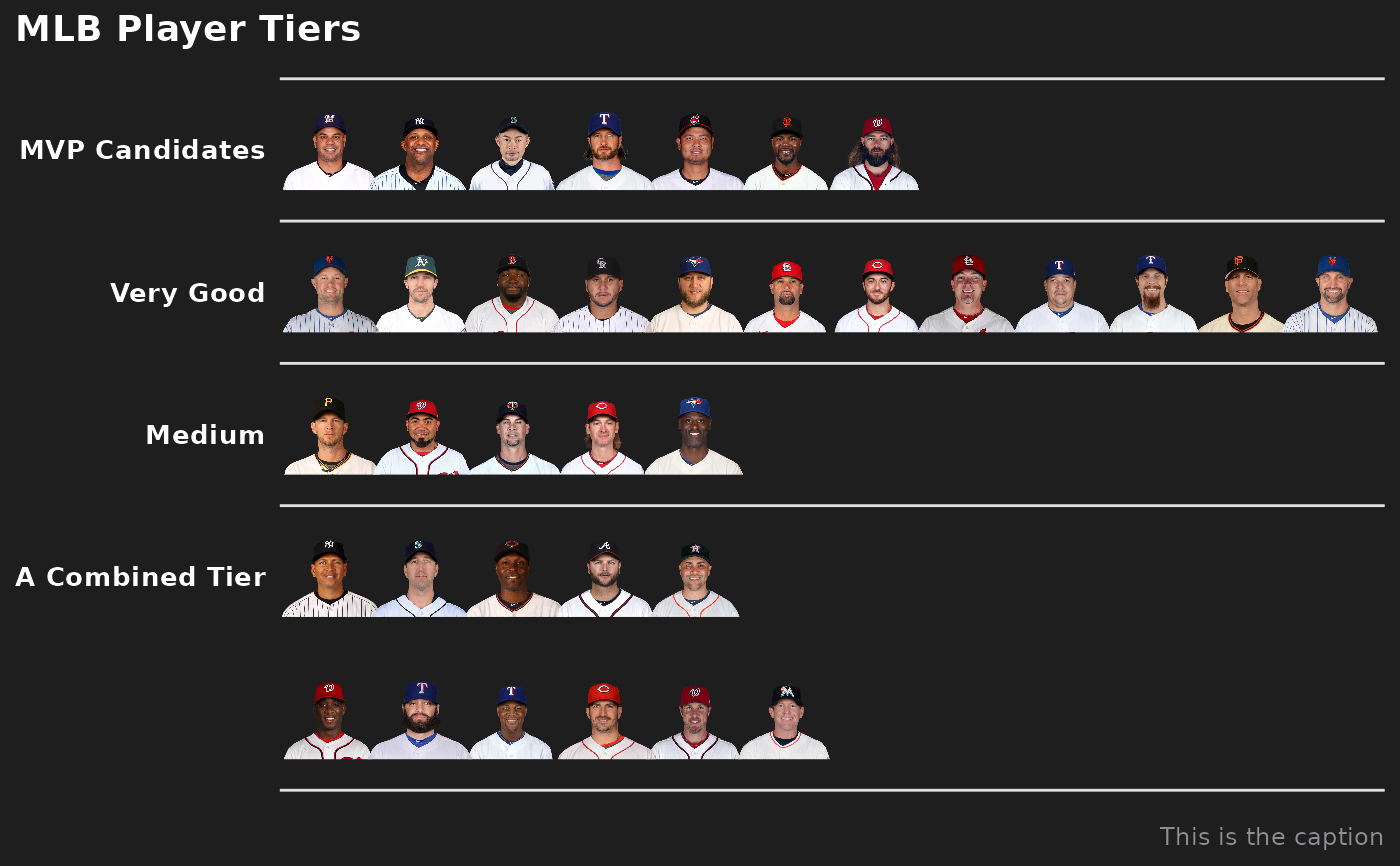 MLB Player Tiers
MVP Candidates
Very Good
Medium
A Combined Tier
This is the caption